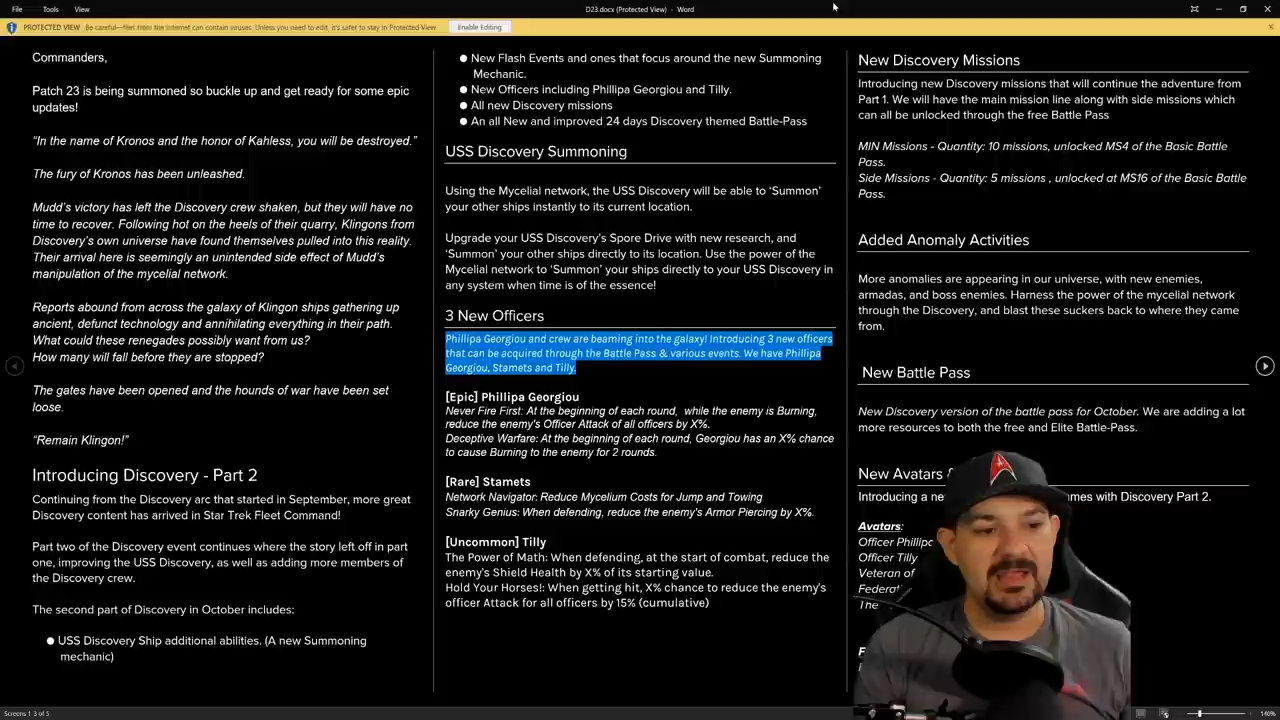 File
Tools
View
D23.docx (Protected View) - Word
PROTECTED VIEW Be careful—files from the Internet can contain viruses. Unless you need to edit, it's safer to stay in Protected View.
Enable Editing
Commanders,
Patch 23 is being summoned so buckle up and get ready for some epic
updates!
“In the name of Kronos and the honor of Kahless, you will be destroyed.”
The fury of Kronos has been unleashed.
Mudd’s victory has left the Discovery crew shaken, but they will have no
time to recover. Following hot on the heels of their quarry, Klingons from
Discovery’s own universe have found themselves pulled into this reality.
Their arrival here is seemingly an unintended side effect of Mudd’s
manipulation of the mycelial network.
Reports abound from across the galaxy of Klingon ships gathering up
ancient, defunct technology and annihilating everything in their path.
What could these renegades possibly want from us?
How many will fall before they are stopped?
The gates have been opened and the hounds of war have been set
loose.
“Remain Klingon!”
Introducing Discovery - Part 2
Continuing from the Discovery arc that started in September, more great
Discovery content has arrived in Star Trek Fleet Command!
Part two of the Discovery event continues where the story left off in part
one, improving the USS Discovery, as well as adding more members of
the Discovery crew.
The second part of Discovery in October includes:
● USS Discovery Ship additional abilities. (A new Summoning
mechanic)
● New Flash Events and ones that focus around the new Summoning
Mechanic.
● New Officers including Phillipa Georgiou and Tilly.
● All new Discovery missions
● An all New and improved 24 days Discovery themed Battle-Pass
USS Discovery Summoning
Using the Mycelial network, the USS Discovery will be able to ‘Summon’
your other ships instantly to its current location.
Upgrade your USS Discovery’s Spore Drive with new research, and
‘Summon’ your other ships directly to its location. Use the power of the
Mycelial network to ‘Summon’ your ships directly to your USS Discovery in
any system when time is of the essence!
3 New Officers
Phillipa Georgiou and crew are beaming into the galaxy! Introducing 3 new officers
that can be acquired through the Battle Pass & various events. We have Phillipa
Georgiou, Stamets and Tilly.
[Epic] Phillipa Georgiou
Never Fire First: At the beginning of each round, while the enemy is Burning,
reduce the enemy's Officer Attack of all officers by X%.
Deceptive Warfare: At the beginning of each round, Georgiou has an X% chance
to cause Burning to the enemy for 2 rounds.
[Rare] Stamets
Network Navigator: Reduce Mycelium Costs for Jump and Towing
Snarky Genius: When defending, reduce the enemy's Armor Piercing by X%.
[Uncommon] Tilly
The Power of Math: When defending, at the start of combat, reduce the
enemy's Shield Health by X% of its starting value.
Hold Your Horses!: When getting hit, X% chance to reduce the enemy's
officer Attack for all officers by 15% (cumulative)
New Discovery Missions
Introducing new Discovery missions that will continue the adventure from
Part 1. We will have the main mission line along with side missions which
can all be unlocked through the free Battle Pass
MIN Missions - Quantity: 10 missions, unlocked MS4 of the Basic Battle
Pass.
Side Missions - Quantity: 5 missions , unlocked at MS16 of the Basic Battle
Pass.
Added Anomaly Activities
More anomalies are appearing in our universe, with new enemies,
armadas, and boss enemies. Harness the power of the mycelial network
through the Discovery, and blast these suckers back to where they came
from.
New Battle Pass
New Discovery version of the battle pass for October. We are adding a lot
more resources to both the free and Elite Battle-Pass.
New Avatars &
Introducing a ne
mes with Discovery Part 2.
Avatars:
Officer Phillip
Officer Tilly
Veteran of
Federati
The
Screens 1-3 of 5
140%